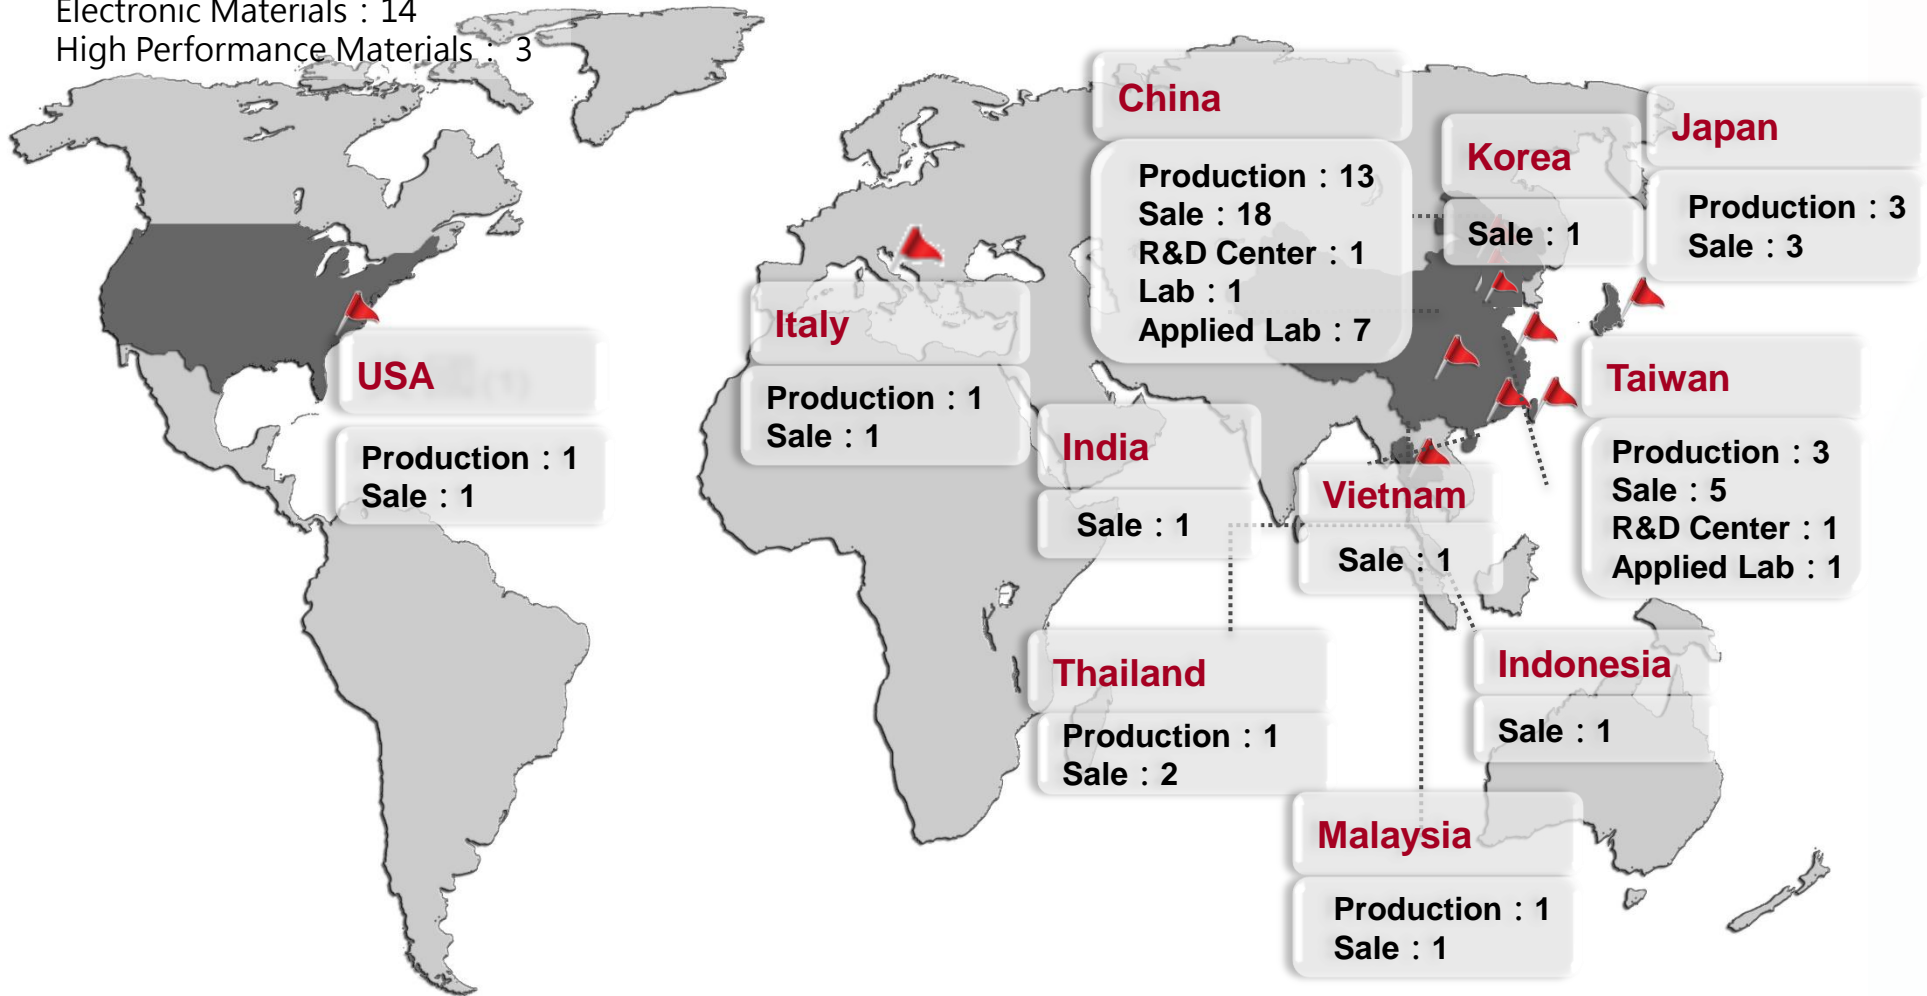 Electronic Materials：14
High Performance Materials： 3
China
Production：13
Sale：18
R&D Center：1
Lab：1
Applied Lab：7
Korea
Sale：1
Japan
Production：3
Sale：3
Italy
Production：1
Sale：1
USA
Production：1
Sale：1
India
Sale：1
Vietnam
Sale：1
Taiwan
Production：3
Sale：5
R&D Center：1
Applied Lab：1
Thailand
Production：1
Sale：2
Indonesia
Sale：1
Malaysia
Production：1
Sale：1